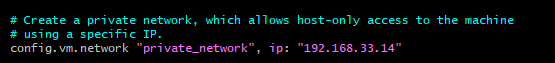 # Create a private network, which allows host-only access to the machine
# using a specific IP.
config.vm.network "private_network", ip: "192.168.33.14"